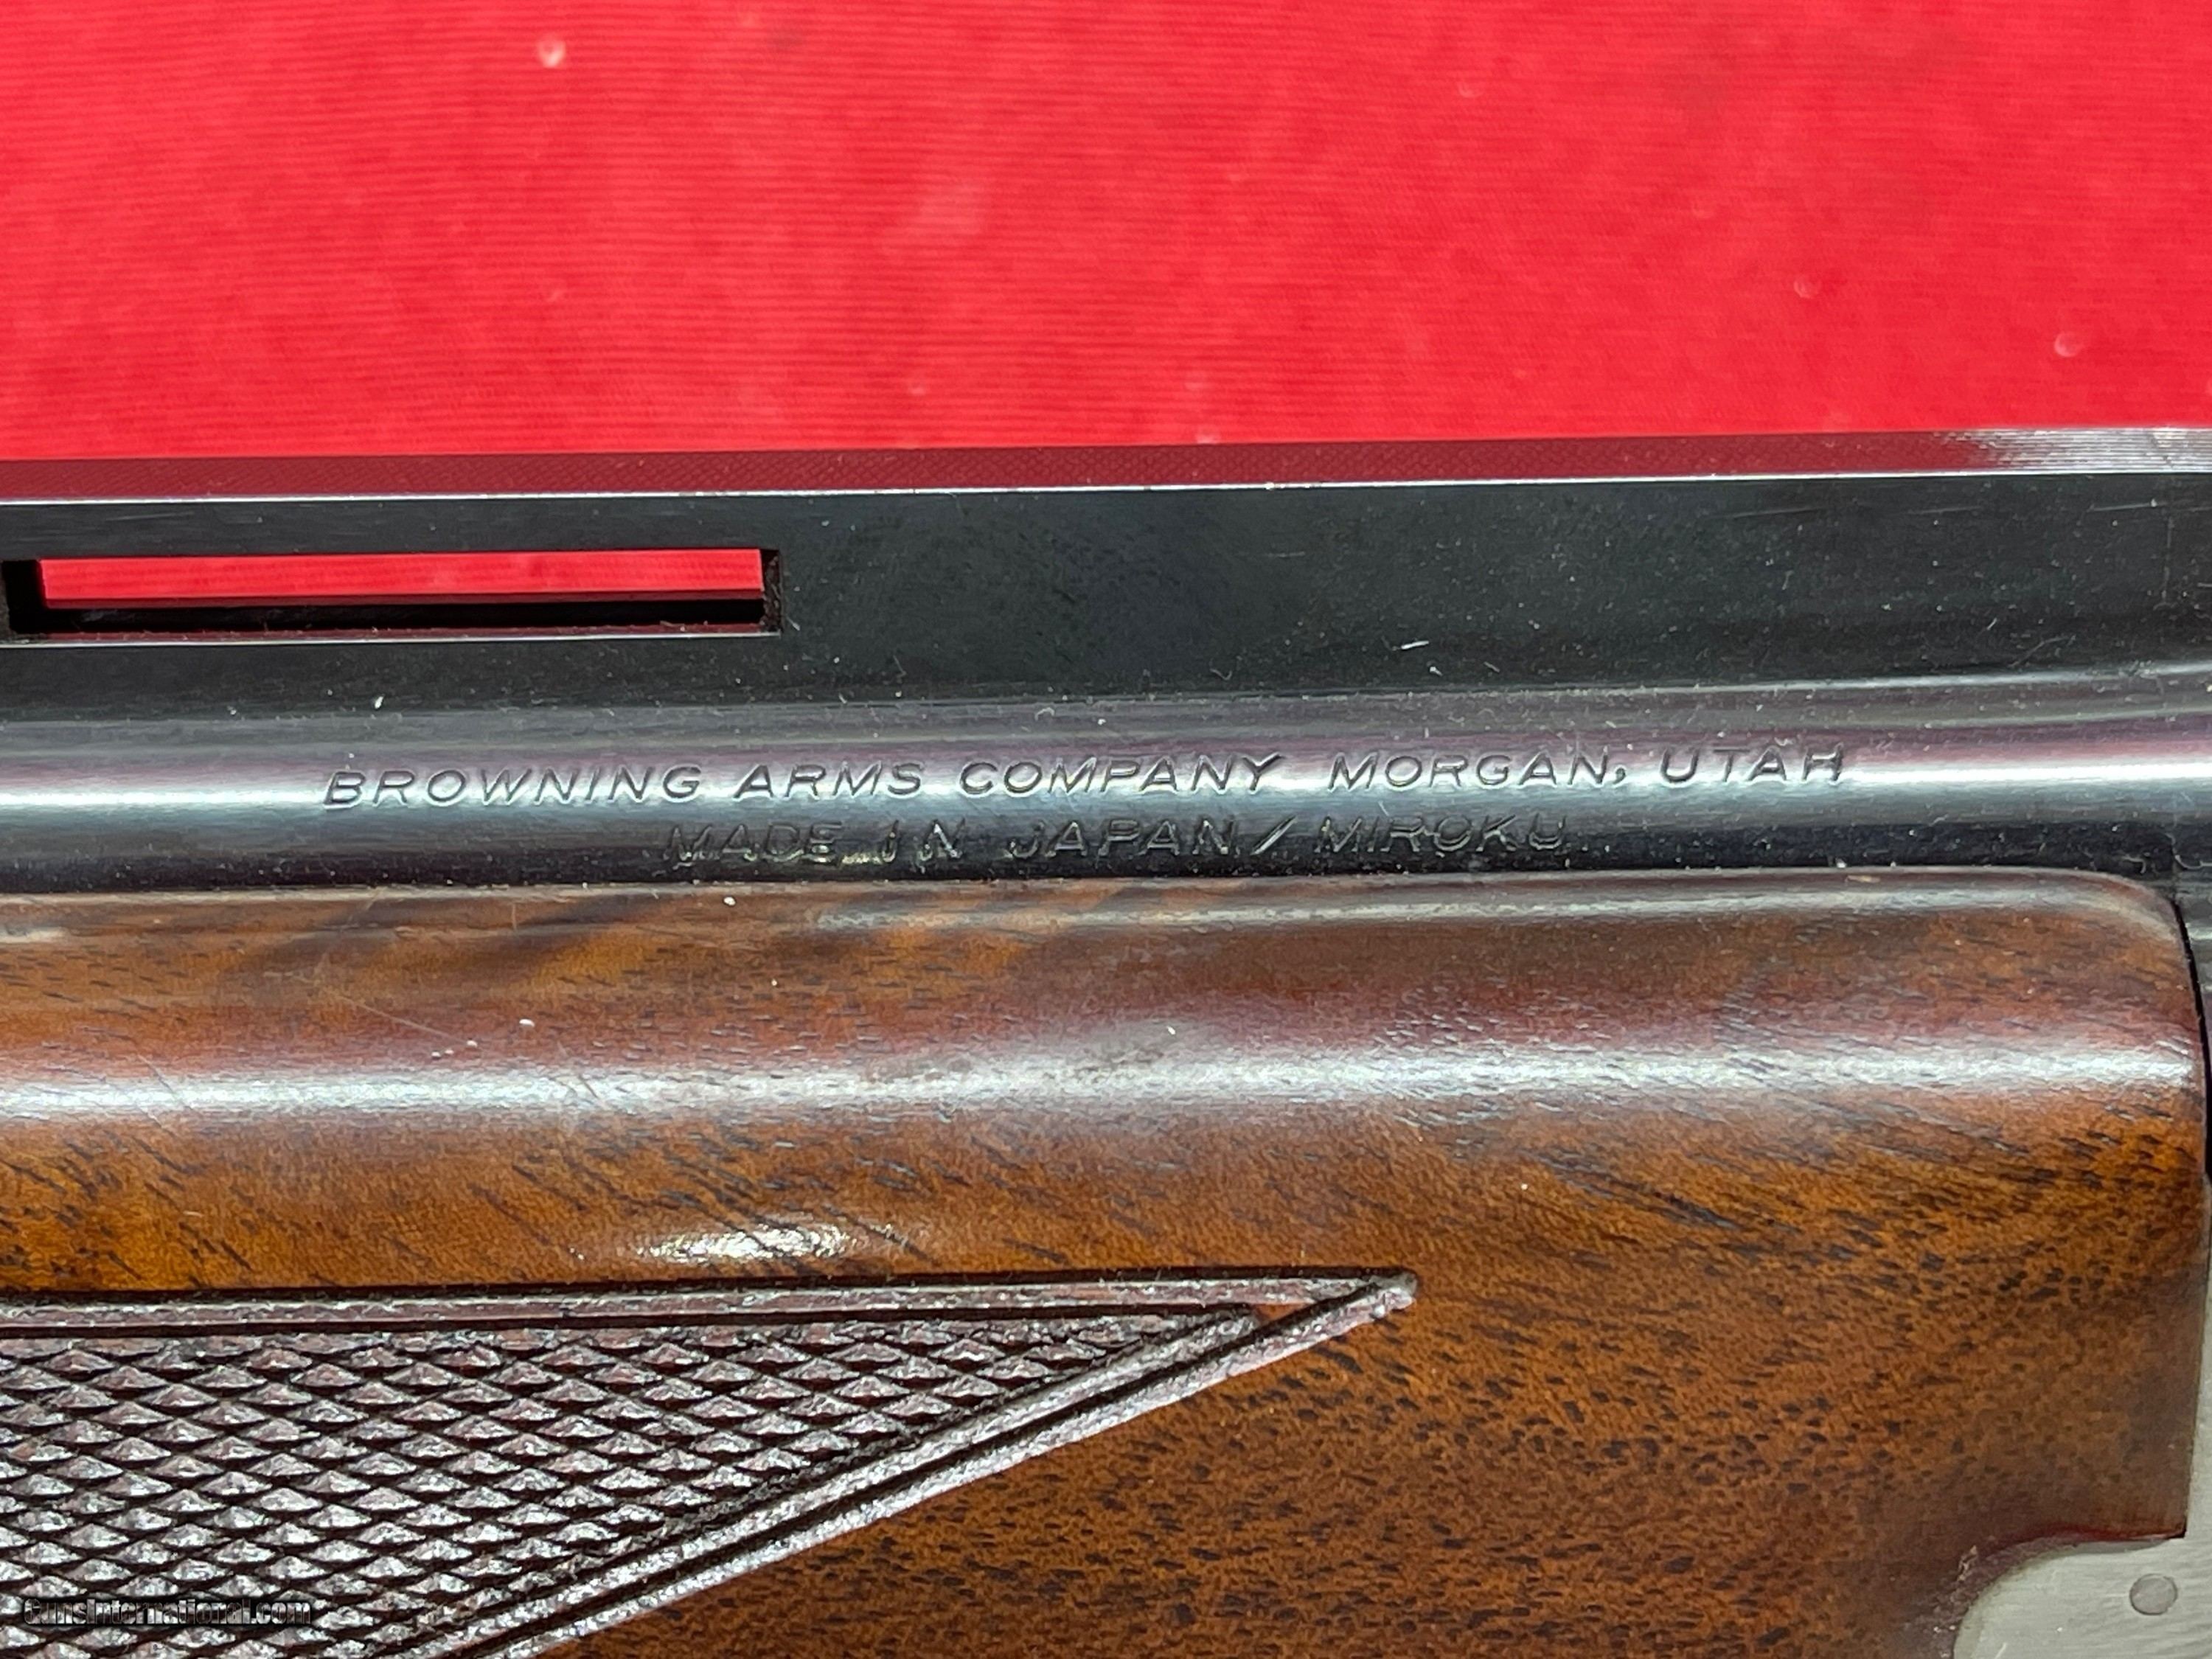 BROWNING ARMS COMPANY MORGAN, UTAH
MADE IN JAPAN/MIROKU
GunsInternational.com